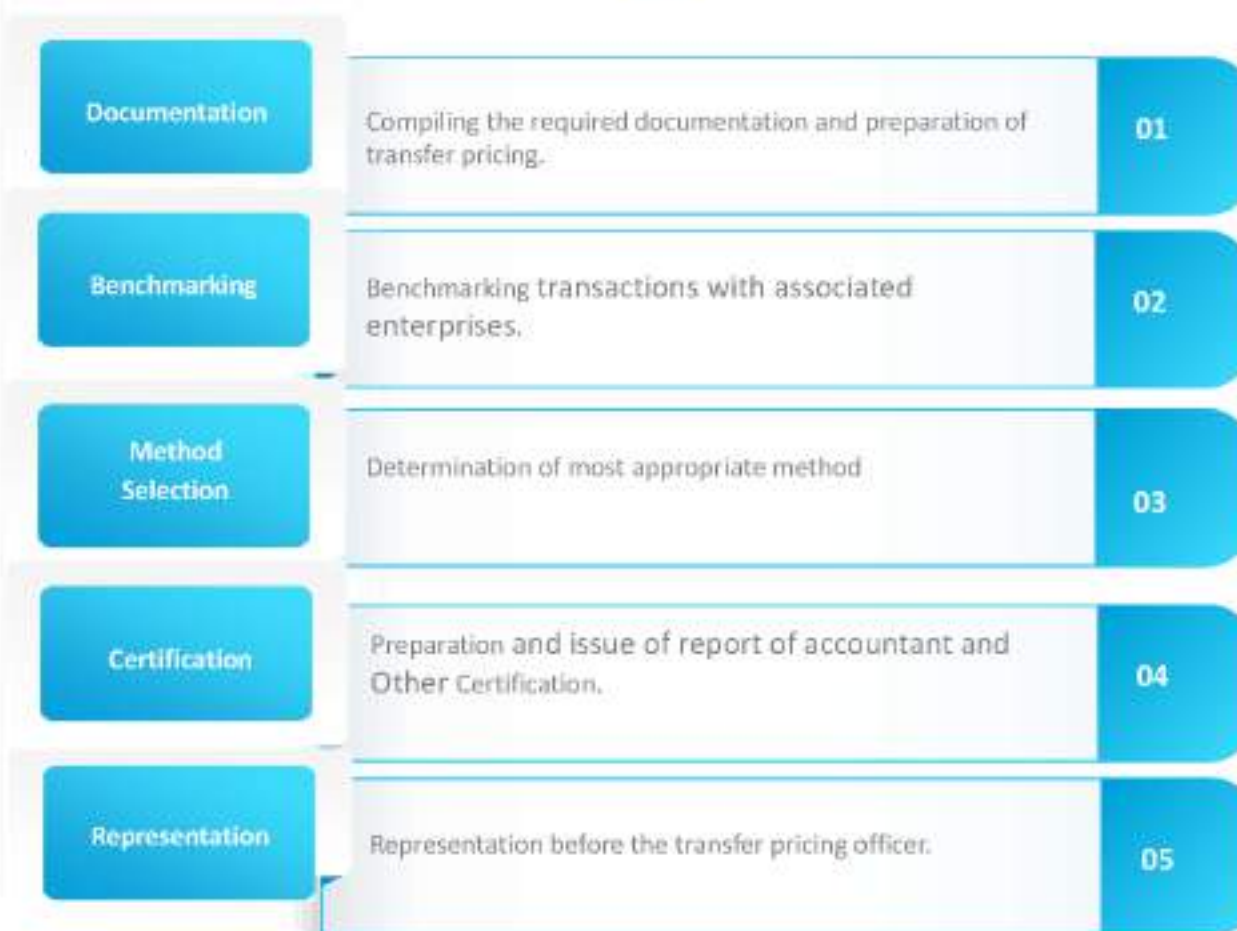 Documentation
Compiling the required documentation and preparation of
transfer pricing.
01
Benchmarking
Benchmarking transactions with associated
enterprises.
02
Method
Selection
Determination of most appropriate method
03
Certification
Preparation and issue of report of accountant and
Other Certification.
04
Representation
Representation before the transfer pricing officer.
05